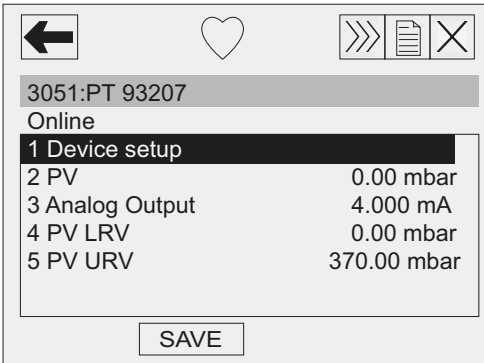 3051:PT 93207
Online
1 Device setup
2 PV 0.00 mbar
3 Analog Output 4.000 mA
4 PV LRV 0.00 mbar
5 PV URV 370.00 mbar
SAVE